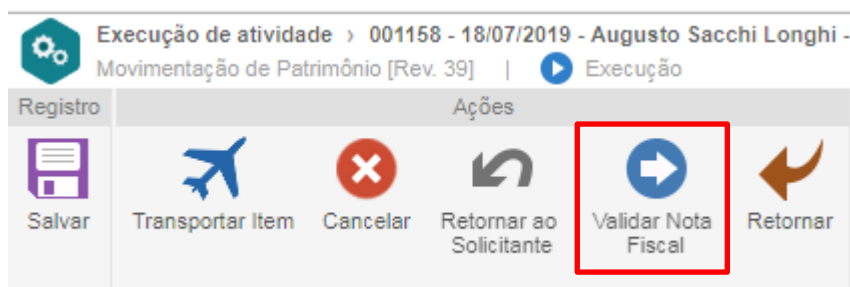 Execução de atividade › 001158 - 18/07/2019 - Augusto Sacchi Longhi -
Movimentação de Patrimônio [Rev. 39] | Execução
Registro Ações
Salvar Transportar Item Cancelar Retornar ao Solicitante Validar Nota Fiscal Retornar